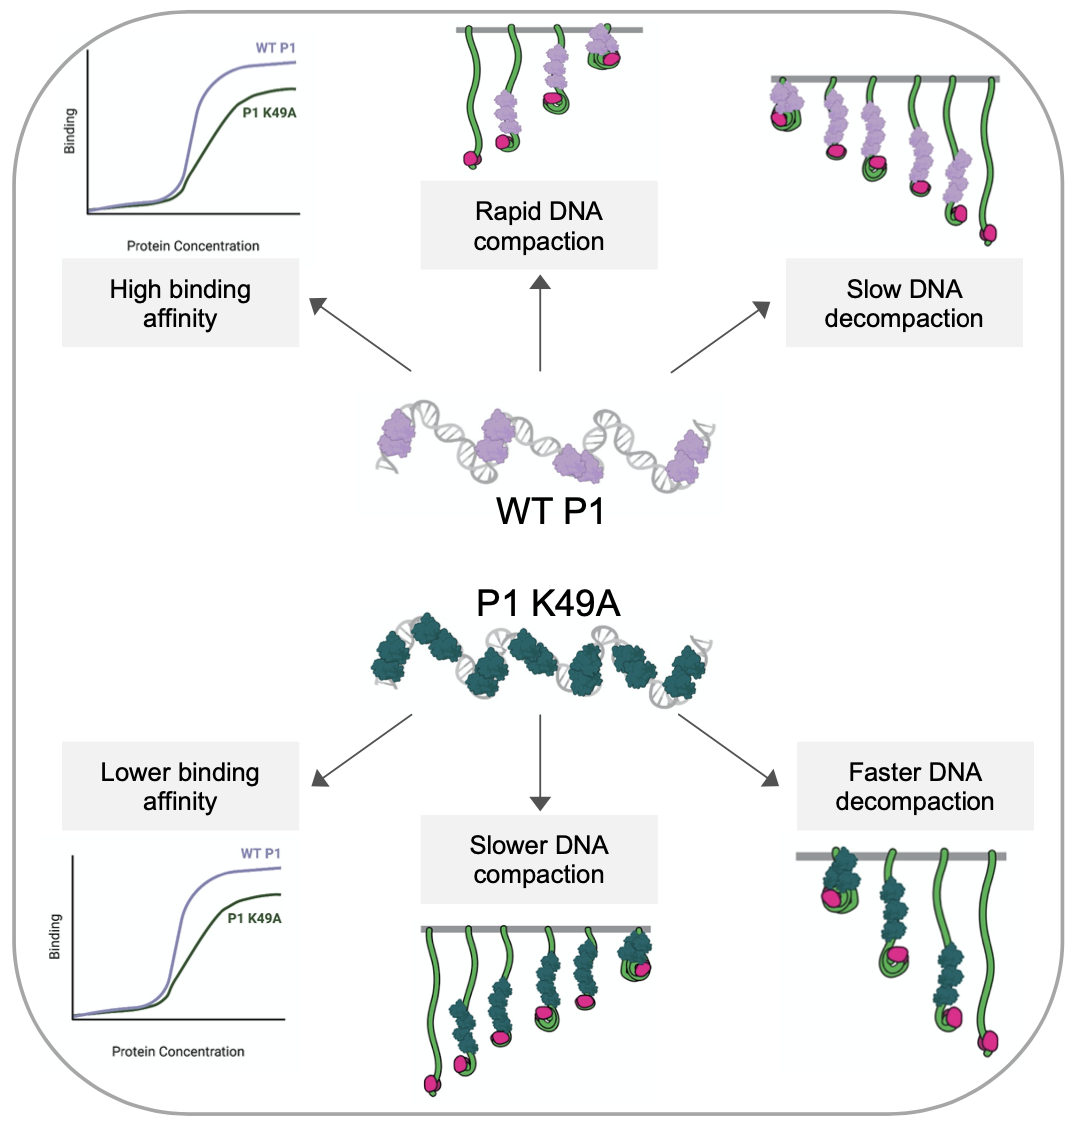 WT P1
P1 K49A
Binding
Protein Concentration
High binding
affinity
Rapid DNA
compaction
Slow DNA
decompaction
WT P1
P1 K49A
Lower binding
affinity
Slower DNA
compaction
Faster DNA
decompaction
WT P1
P1 K49A
Binding
Protein Concentration